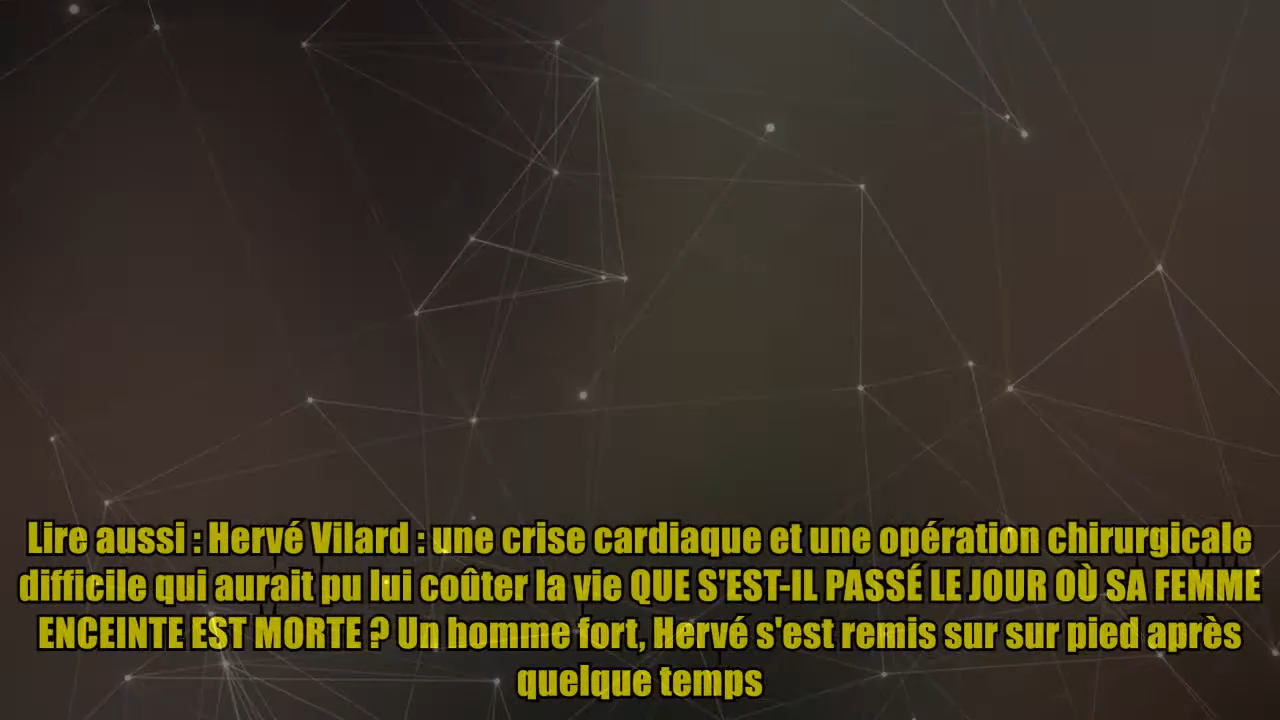 Lire aussi : Hervé Vilard : une crise cardiaque et une opération chirurgicale
difficile qui aurait pu lui coûter la vie QUE S'EST-IL PASSÉ LE JOUR OÙ SA FEMME
ENCEINTE EST MORTE ? Un homme fort, Hervé s'est remis sur sur pied après
quelque temps